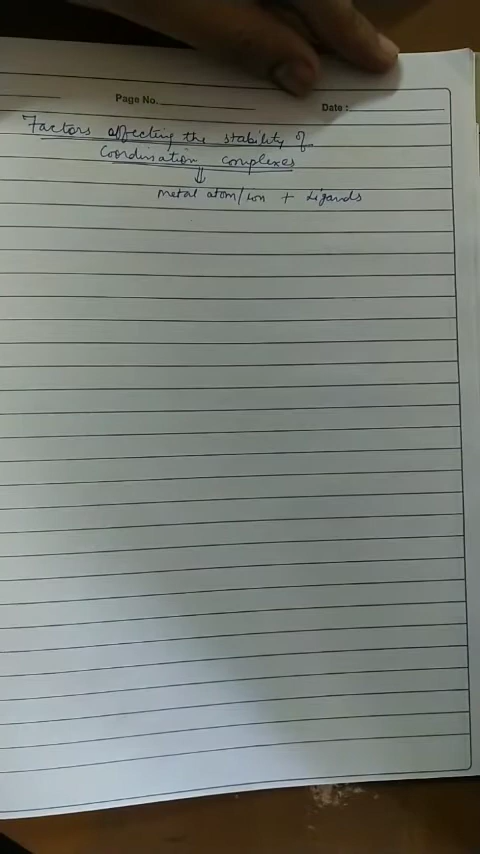 Page No.
Date :
Factors affecting the stability of
Coordination complexes
⇓
Metal atom/ion + Ligands